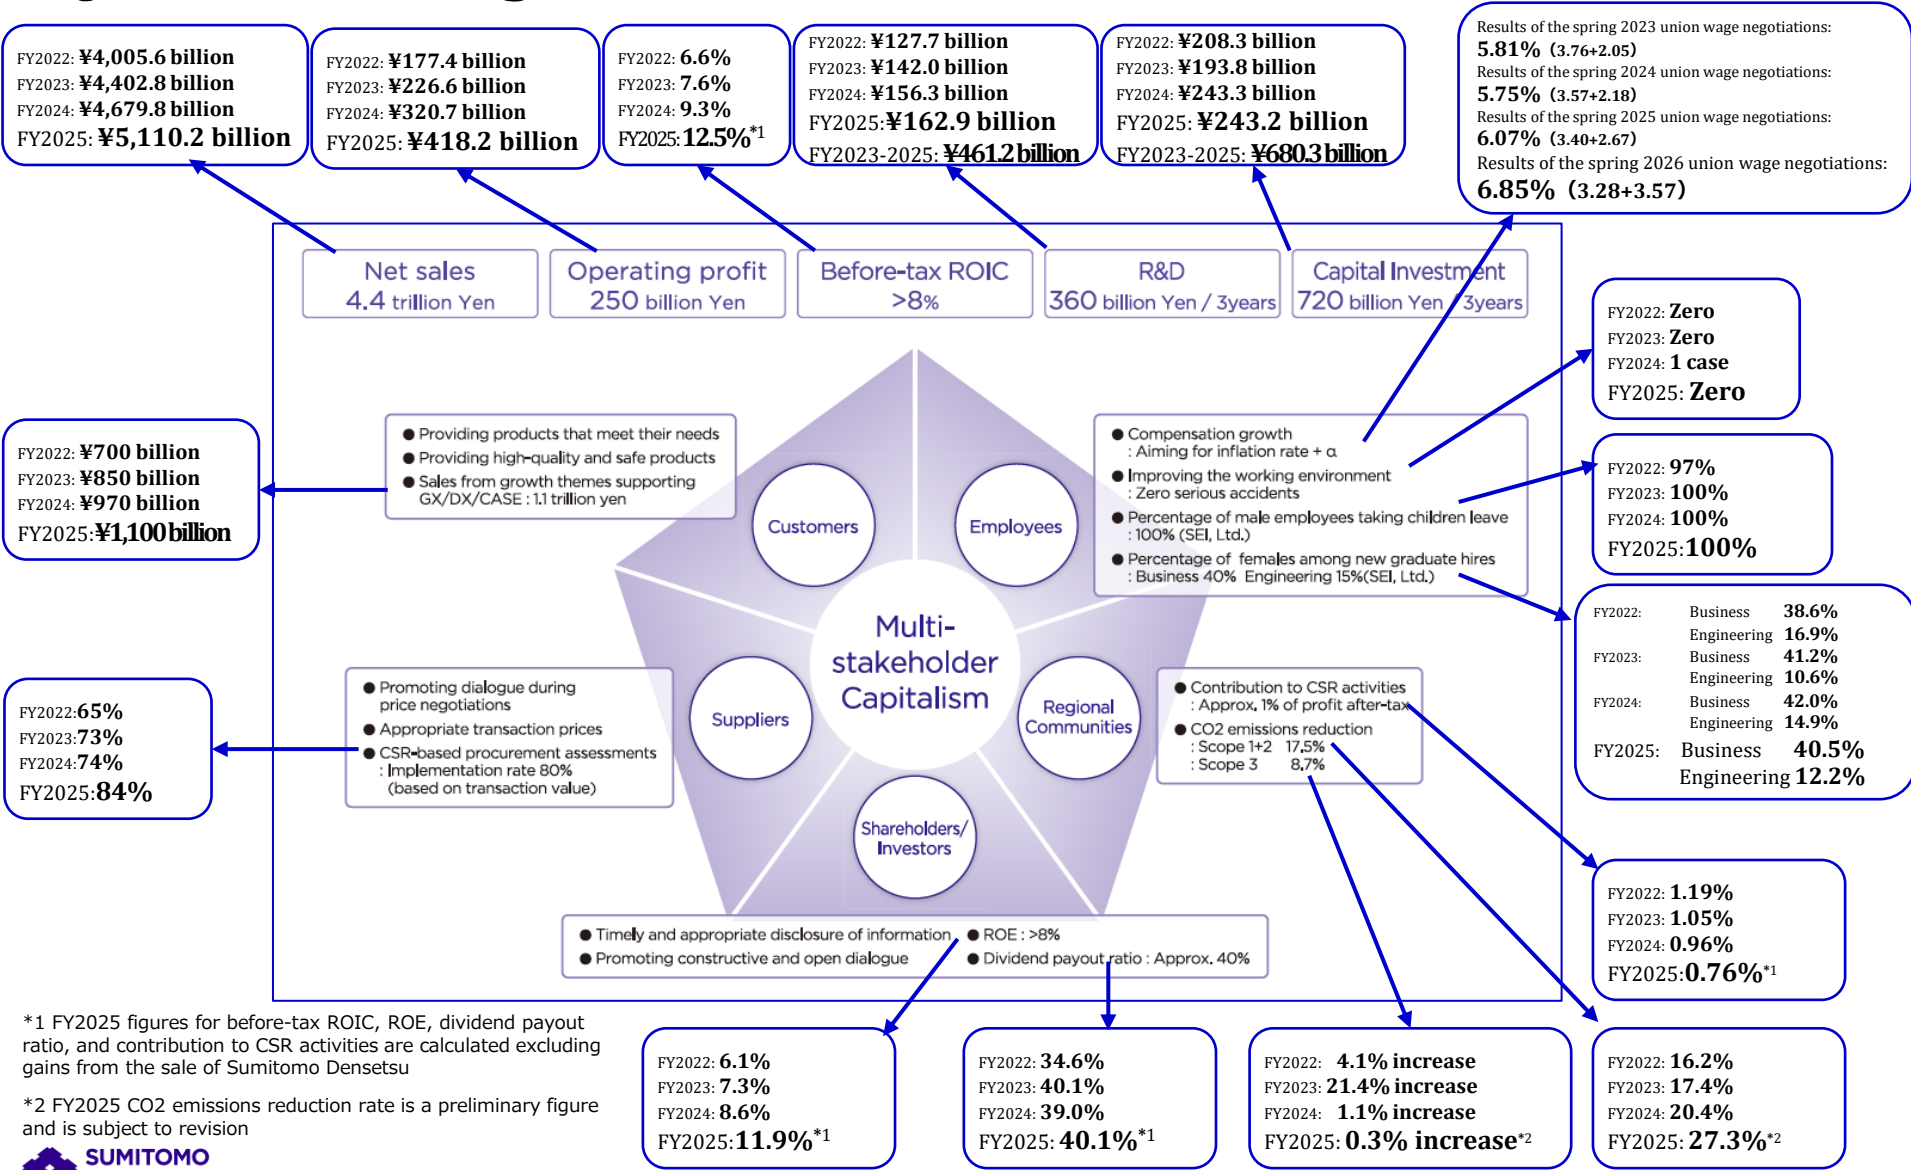 FY2022: ¥4,005.6 billion
FY2023: ¥4,402.8 billion
FY2024: ¥4,679.8 billion
FY2025: ¥5,110.2 billion
FY2022: ¥177.4 billion
FY2023: ¥226.6 billion
FY2024: ¥320.7 billion
FY2025: ¥418.2 billion
FY2022: 6.6%
FY2023: 7.6%
FY2024: 9.3%
FY2025: 12.5%*1
FY2022: ¥127.7 billion
FY2023: ¥142.0 billion
FY2024: ¥156.3 billion
FY2025:¥162.9 billion
FY2023-2025: ¥461.2 billion
FY2022: ¥208.3 billion
FY2023: ¥193.8 billion
FY2024: ¥243.3 billion
FY2025: ¥243.2 billion
FY2023-2025: ¥680.3 billion
Results of the spring 2023 union wage negotiations:
5.81% (3.76+2.05)
Results of the spring 2024 union wage negotiations:
5.75% (3.57+2.18)
Results of the spring 2025 union wage negotiations:
6.07% (3.40+2.67)
Results of the spring 2026 union wage negotiations:
6.85% (3.28+3.57)
Net sales
4.4 trillion Yen
Operating profit
250 billion Yen
Before-tax ROIC
>8%
R&D
360 billion Yen / 3years
Capital Investment
720 billion Yen / 3years
FY2022: Zero
FY2023: Zero
FY2024: 1 case
FY2025: Zero
FY2022: ¥700 billion
FY2023: ¥850 billion
FY2024: ¥970 billion
FY2025:¥1,100 billion
● Providing products that meet their needs
● Providing high-quality and safe products
● Sales from growth themes supporting
GX/DX/CASE : 1.1 trillion yen
Customers
Employees
● Compensation growth
: Aiming for inflation rate + α
● Improving the working environment
: Zero serious accidents
● Percentage of male employees taking children leave
: 100% (SEI, Ltd.)
● Percentage of females among new graduate hires
: Business 40% Engineering 15%(SEI, Ltd.)
FY2022: 97%
FY2023: 100%
FY2024: 100%
FY2025:100%
FY2022: Business 38.6%
Engineering 16.9%
FY2023: Business 41.2%
Engineering 10.6%
FY2024: Business 42.0%
Engineering 14.9%
FY2025: Business 40.5%
Engineering 12.2%
Multi-
stakeholder
Capitalism
FY2022:65%
FY2023:73%
FY2024:74%
FY2025:84%
● Promoting dialogue during
price negotiations
● Appropriate transaction prices
● CSR-based procurement assessments
: Implementation rate 80%
(based on transaction value)
Suppliers
Regional
Communities
● Contribution to CSR activities
: Approx. 1% of profit after-tax
● CO2 emissions reduction
: Scope 1+2 17.5%
: Scope 3 8.7%
Shareholders/
Investors
● Timely and appropriate disclosure of information
● Promoting constructive and open dialogue
● ROE : >8%
● Dividend payout ratio : Approx. 40%
FY2022: 1.19%
FY2023: 1.05%
FY2024: 0.96%
FY2025:0.76%*1
*1 FY2025 figures for before-tax ROIC, ROE, dividend payout
ratio, and contribution to CSR activities are calculated excluding
gains from the sale of Sumitomo Densetsu
*2 FY2025 CO2 emissions reduction rate is a preliminary figure
and is subject to revision
FY2022: 6.1%
FY2023: 7.3%
FY2024: 8.6%
FY2025:11.9%*1
FY2022: 34.6%
FY2023: 40.1%
FY2024: 39.0%
FY2025: 40.1%*1
FY2022: 4.1% increase
FY2023: 21.4% increase
FY2024: 1.1% increase
FY2025: 0.3% increase*2
FY2022: 16.2%
FY2023: 17.4%
FY2024: 20.4%
FY2025: 27.3%*2
SUMITOMO